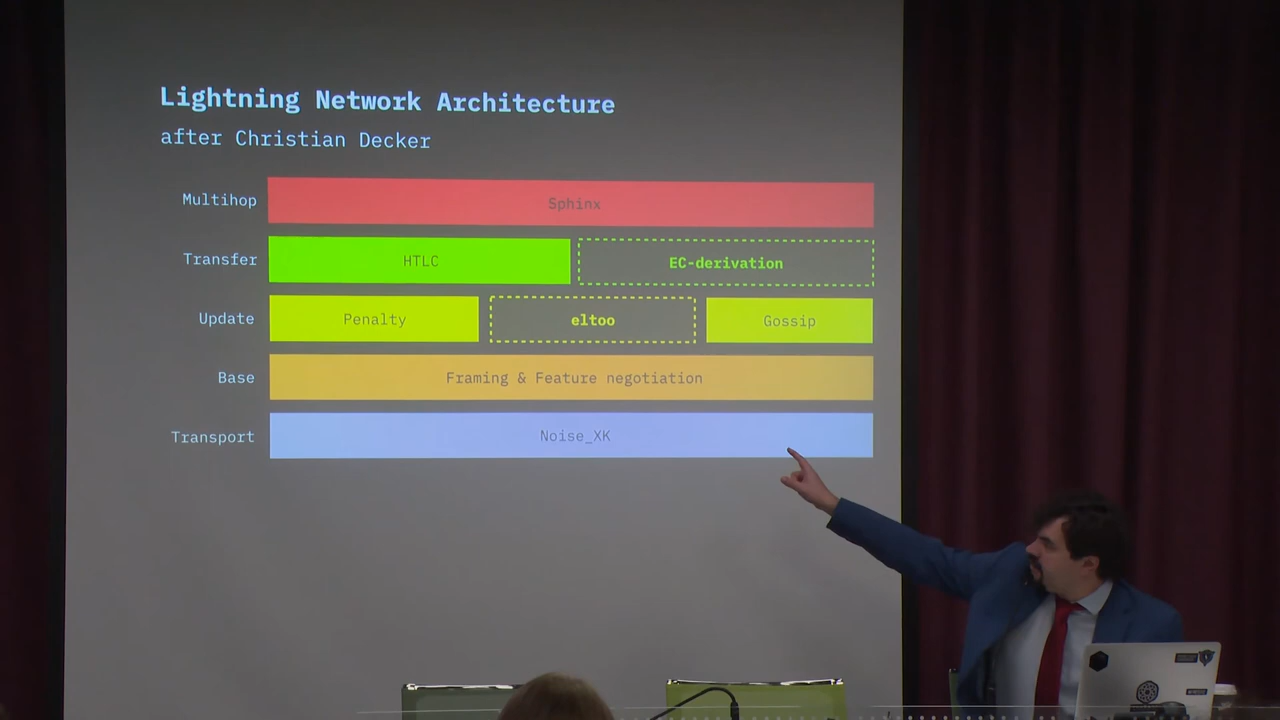 Lightning Network Architecture
after Christian Decker
Multihop Sphinx
Transfer HTLC EC-derivation
Update Penalty eltoo Gossip
Base Framing & Feature negotiation
Transport Noise_XK